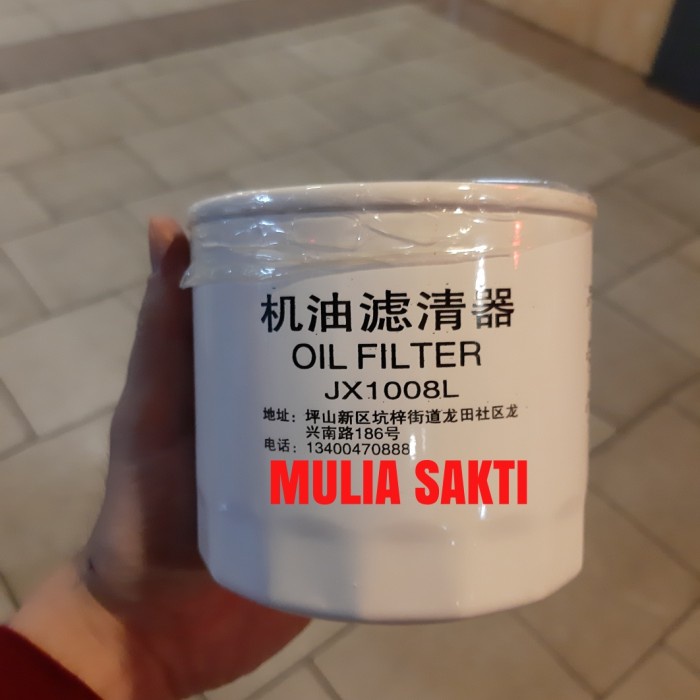 机油滤清器
OIL FILTER
JX1008L
地址：坪山新区坑梓街道龙田社区龙
兴南路186号
电话：13400470888
MULIA SAKTI